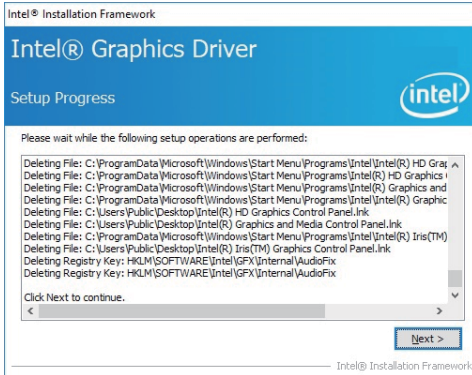 Intel® Installation Framework
Intel® Graphics Driver
Setup Progress
intel
Please wait while the following setup operations are performed:
Deleting File: C:\ProgramData\Microsoft\Windows\Start Menu\Programs\Intel\Intel(R) HD Grap
Deleting File: C:\ProgramData\Microsoft\Windows\Start Menu\Programs\Intel\Intel(R) HD Graphics
Deleting File: C:\ProgramData\Microsoft\Windows\Start Menu\Programs\Intel\Intel(R) Graphics and
Deleting File: C:\ProgramData\Microsoft\Windows\Start Menu\Programs\Intel\Intel(R) Graphic
Deleting File: C:\Users\Public\Desktop\Intel(R) HD Graphics Control Panel.lnk
Deleting File: C:\Users\Public\Desktop\Intel(R) Graphics and Media Control Panel.lnk
Deleting File: C:\ProgramData\Microsoft\Windows\Start Menu\Programs\Intel\Intel(R) Iris(TM)
Deleting File: C:\Users\Public\Desktop\Intel(R) Iris(TM) Graphics Control Panel.lnk
Deleting Registry Key: HKLM\SOFTWARE\Intel\GFX\Internal\AudioFix
Deleting Registry Key: HKLM\SOFTWARE\Intel\GFX\Internal\AudioFix
Click Next to continue.
Next >
Intel® Installation Framework